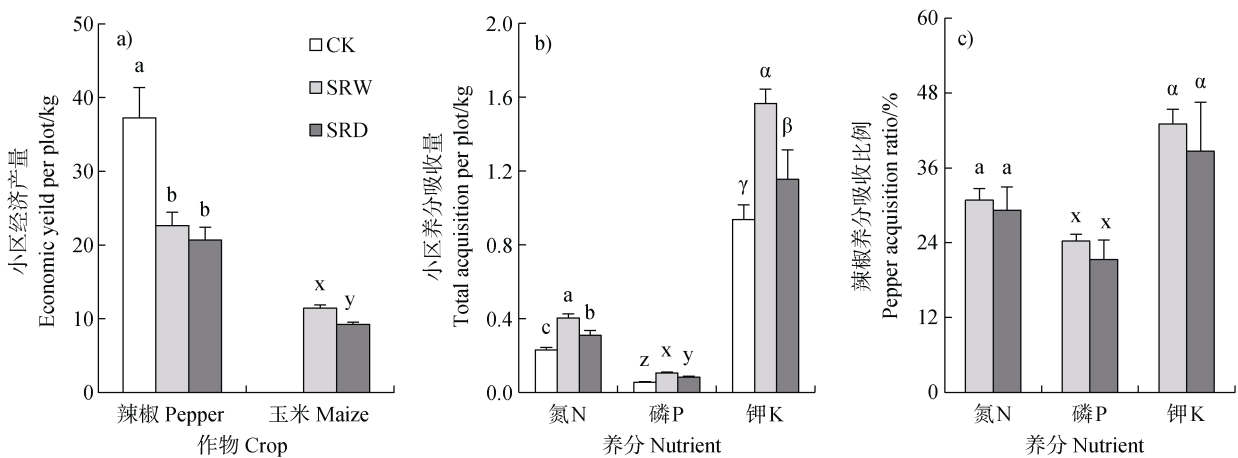 a)
小区经济产量
Economic yeild per plot/kg
50
40
30
20
10
0
CK
SRW
SRD
a
b
b
x
y
辣椒 Pepper
玉米 Maize
作物 Crop
b)
小区养分吸收量
Total acquisition per plot/kg
2.0
1.6
1.2
0.8
0.4
0.0
c
a
b
z
x
y
γ
α
β
氮N
磷P
钾K
养分 Nutrient
c)
辣椒养分吸收比例
Pepper acquisition ratio/%
60
48
36
24
12
0
a
a
x
x
α
α
氮N
磷P
钾K
养分 Nutrient